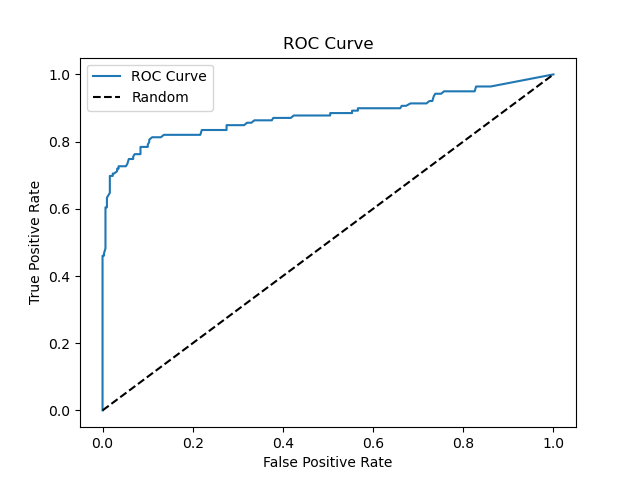 ROC Curve
ROC Curve
Random
True Positive Rate
1.0
0.8
0.6
0.4
0.2
0.0
0.0 0.2 0.4 0.6 0.8 1.0
False Positive Rate